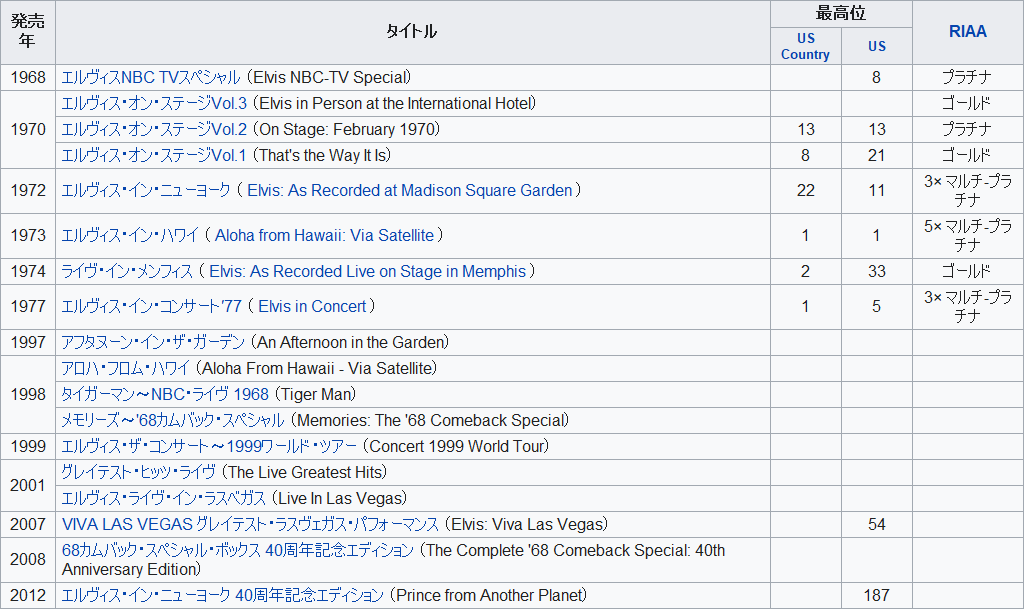 発売年 タイトル 最高位 RIAA
US Country US
1968 エルヴィスNBC TVスペシャル (Elvis NBC-TV Special) 8 プラチナ
1970 エルヴィス・オン・ステージVol.3 (Elvis in Person at the International Hotel) ゴールド
エルヴィス・オン・ステージVol.2 (On Stage: February 1970) 13 13 プラチナ
エルヴィス・オン・ステージVol.1 (That's the Way It Is) 8 21 ゴールド
1972 エルヴィス・イン・ニューヨーク ( Elvis: As Recorded at Madison Square Garden ) 22 11 3× マルチ-プラチナ
1973 エルヴィス・イン・ハワイ ( Aloha from Hawaii: Via Satellite ) 1 1 5× マルチ-プラチナ
1974 ライヴ・イン・メンフィス ( Elvis: As Recorded Live on Stage in Memphis ) 2 33 ゴールド
1977 エルヴィス・イン・コンサート'77 ( Elvis in Concert ) 1 5 3× マルチ-プラチナ
1997 アフタヌーン・イン・ザ・ガーデン (An Afternoon in the Garden)
1998 アロハ・フロム・ハワイ (Aloha From Hawaii - Via Satellite)
タイガーマン～NBC・ライヴ 1968 (Tiger Man)
メモリーズ～'68カムバック・スペシャル (Memories: The '68 Comeback Special)
1999 エルヴィス・ザ・コンサート～1999ワールド・ツアー (Concert 1999 World Tour)
2001 グレイテスト・ヒッツ・ライヴ (The Live Greatest Hits)
エルヴィス・ライヴ・イン・ラスベガス (Live In Las Vegas)
2007 VIVA LAS VEGAS グレイテスト・ラスヴェガス・パフォーマンス (Elvis: Viva Las Vegas) 54
2008 68カムバック・スペシャル・ボックス 40周年記念エディション (The Complete '68 Comeback Special: 40th
Anniversary Edition)
2012 エルヴィス・イン・ニューヨーク 40周年記念エディション (Prince from Another Planet) 187